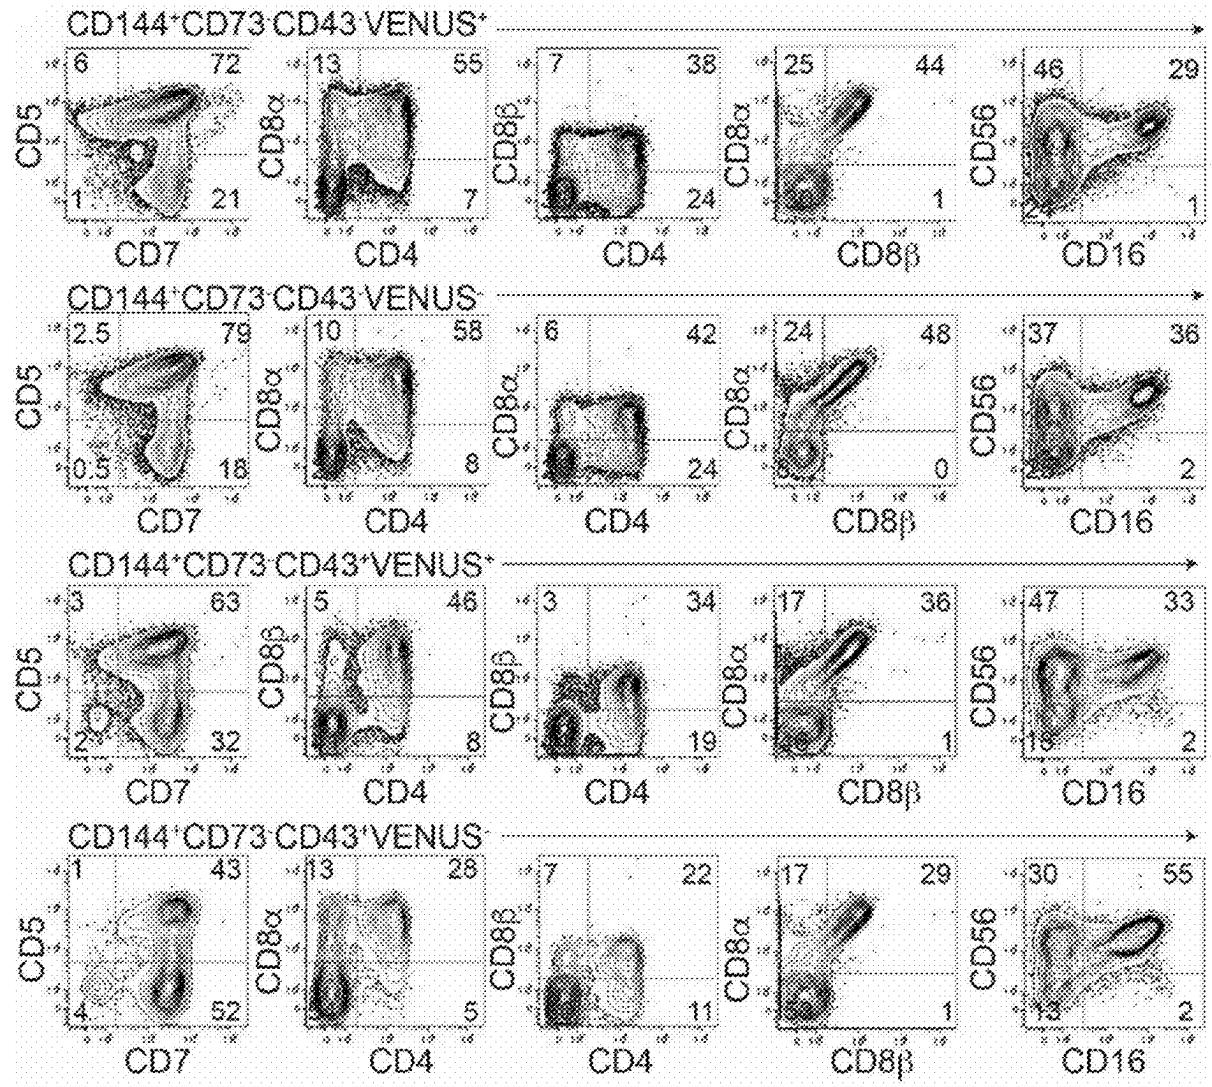 CD144⁺CD73⁻CD43⁻VENUS⁺
6 72 13 55 7 38 25 44 46 29
CD5 CD8α CD8β CD8α CD56
1 21 7 24 1 24 1
CD7 CD4 CD4 CD8β CD16
CD144⁺CD73⁻CD43⁻VENUS⁻
2.5 79 10 58 6 42 24 48 37 36
CD5 CD8α CD8α CD8α CD56
0.5 18 8 24 0 2
CD7 CD4 CD4 CD8β CD16
CD144⁺CD73⁻CD43⁺VENUS⁺
3 63 5 46 3 34 17 36 47 33
CD5 CD8β CD8β CD8α CD56
2 32 8 19 1 18 2
CD7 CD4 CD4 CD8β CD16
CD144⁺CD73⁻CD43⁺VENUS⁻
1 43 13 28 7 22 17 29 30 55
CD5 CD8α CD8β CD8α CD56
4 52 5 11 1 13 2
CD7 CD4 CD4 CD8β CD16